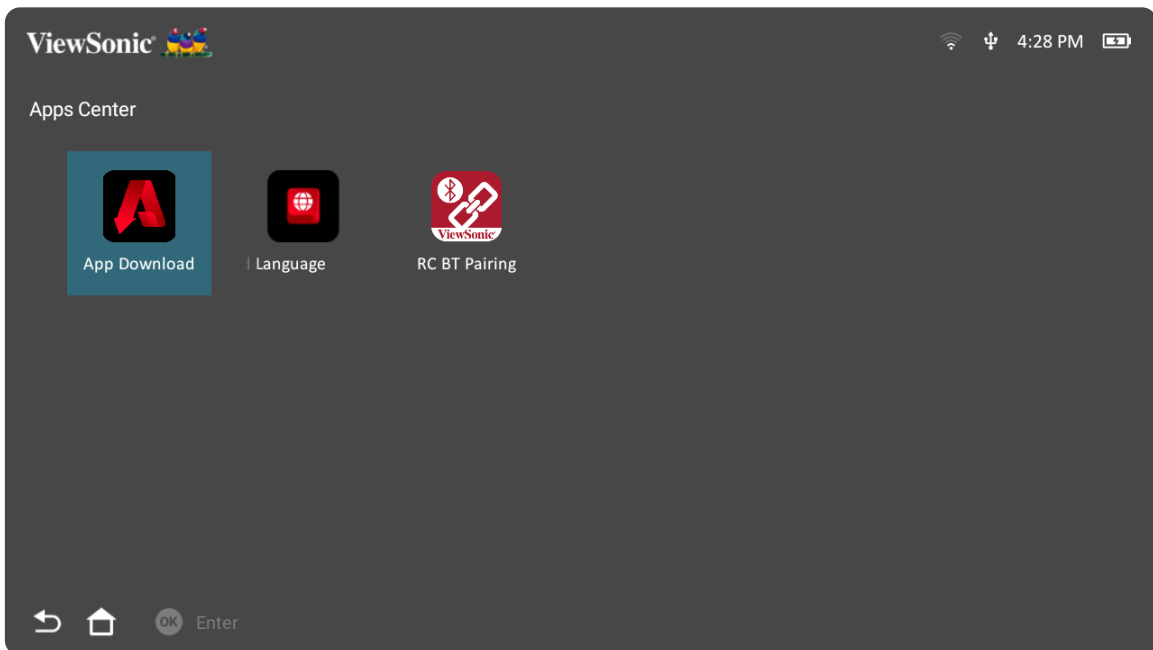 ViewSonic
4:28 PM
Apps Center
ViewSonic
App Download
Language
RC BT Pairing
OK
Enter